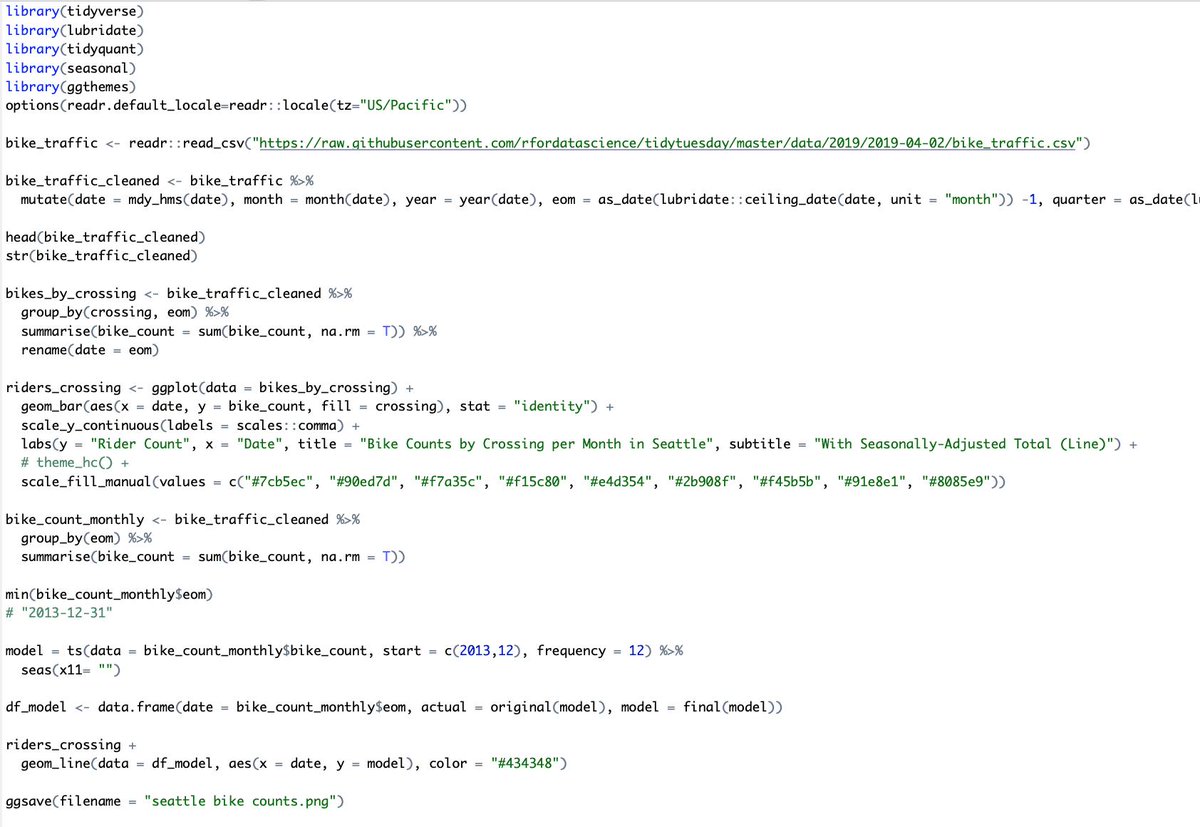 library(tidyverse)
library(lubridate)
library(tidyquant)
library(seasonal)
library(ggthemes)
options(readr.default_locale=readr::locale(tz="US/Pacific"))
bike_traffic <- readr::read_csv("https://raw.githubusercontent.com/rfordatascience/tidytuesday/master/data/2019/2019-04-02/bike_traffic.csv")
bike_traffic_cleaned <- bike_traffic %>%
  mutate(date = mdy_hms(date), month = month(date), year = year(date), eom = as_date(lubridate::ceiling_date(date, unit = "month")) -1, quarter = as_date(l
head(bike_traffic_cleaned)
str(bike_traffic_cleaned)
bikes_by_crossing <- bike_traffic_cleaned %>%
  group_by(crossing, eom) %>%
  summarise(bike_count = sum(bike_count, na.rm = T)) %>%
  rename(date = eom)
riders_crossing <- ggplot(data = bikes_by_crossing) +
  geom_bar(aes(x = date, y = bike_count, fill = crossing), stat = "identity") +
  scale_y_continuous(labels = scales::comma) +
  labs(y = "Rider Count", x = "Date", title = "Bike Counts by Crossing per Month in Seattle", subtitle = "With Seasonally-Adjusted Total (Line)") +
  # theme_hc() +
  scale_fill_manual(values = c("#7cb5ec", "#90ed7d", "#f7a35c", "#f15c80", "#e4d354", "#2b908f", "#f45b5b", "#91e8e1", "#8085e9"))
bike_count_monthly <- bike_traffic_cleaned %>%
  group_by(eom) %>%
  summarise(bike_count = sum(bike_count, na.rm = T))
min(bike_count_monthly$eom)
# "2013-12-31"
model = ts(data = bike_count_monthly$bike_count, start = c(2013,12), frequency = 12) %>%
  seas(x11= "")
df_model <- data.frame(date = bike_count_monthly$eom, actual = original(model), model = final(model))
riders_crossing +
  geom_line(data = df_model, aes(x = date, y = model), color = "#434348")
ggsave(filename = "seattle bike counts.png")